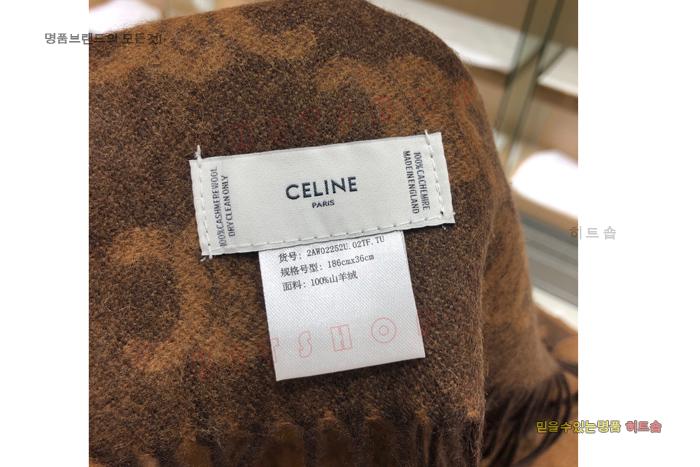 명품브랜드의 모든것!
100%CASHMEREWOOL
DRY CLEAN ONLY
CELINE
PARIS
100%CACHEMIRE
MADE IN ENGLAND
货号: 2AW02252U.02TF.TU
规格号型: 186cmx36cm
面料: 100%山羊绒
히트숍
T S H O
믿을 수 있는 명품 히트숍